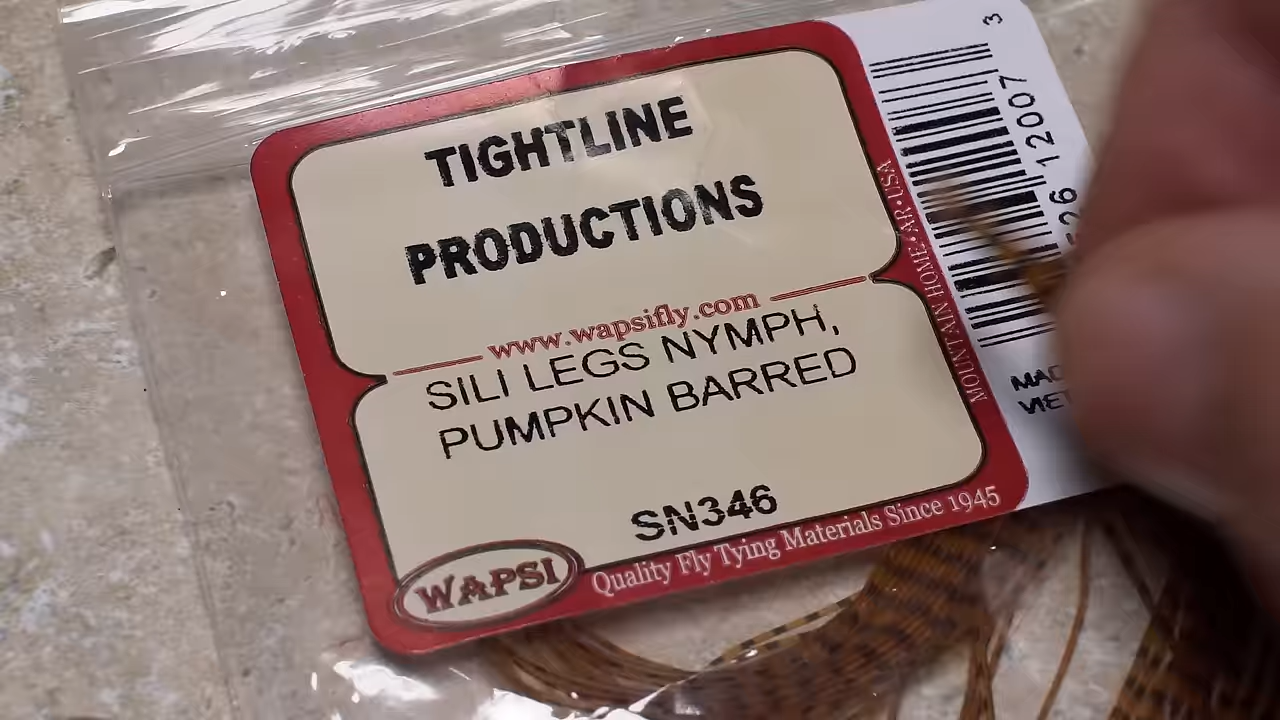 TIGHTLINE
PRODUCTIONS
www.wapsifly.com
SILI LEGS NYMPH,
PUMPKIN BARRED
SN346
WAPSI
Quality Fly Tying Materials Since 1945
MOUNTAIN HOME • AR • USA
12007
3